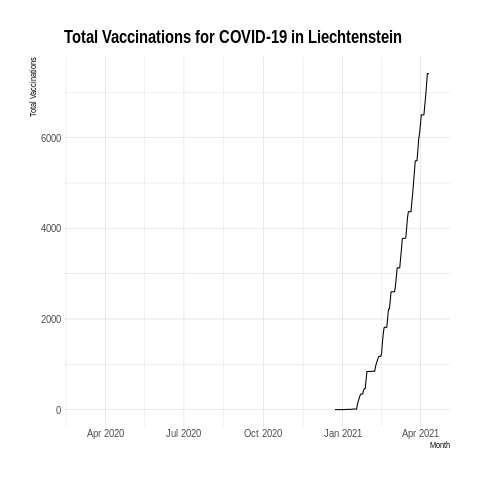 Total Vaccinations for COVID-19 in Liechtenstein
Total Vaccinations
6000
4000
2000
0
Apr 2020 Jul 2020 Oct 2020 Jan 2021 Apr 2021
Month